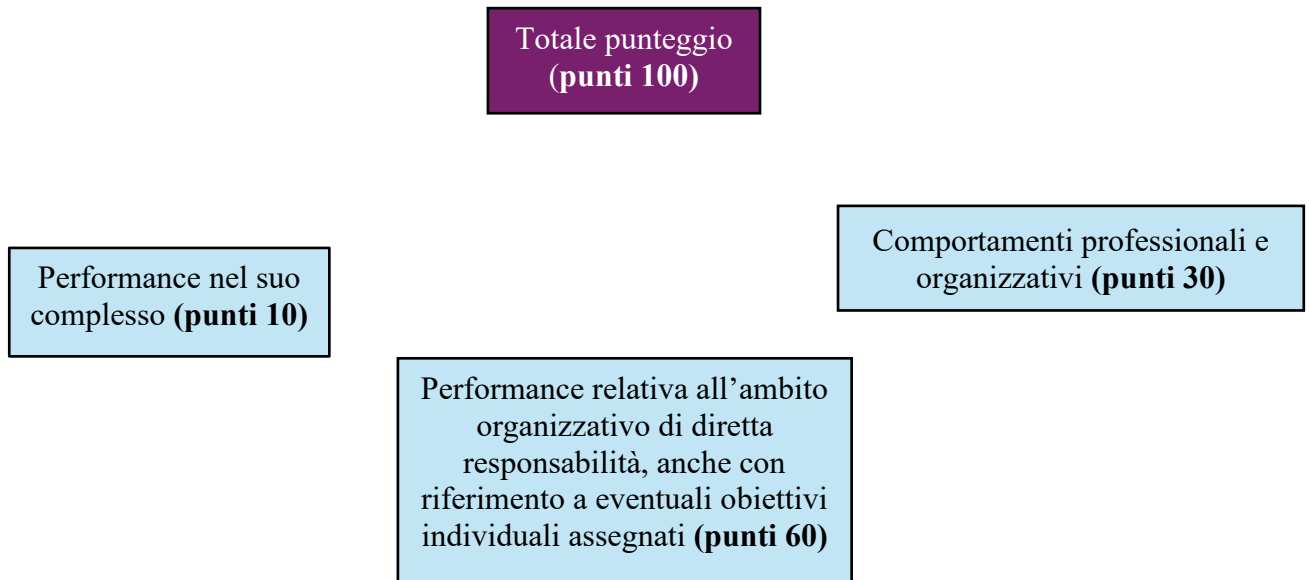 Totale punteggio
(punti 100)
Comportamenti professionali e
organizzativi (punti 30)
Performance nel suo
complesso (punti 10)
Performance relativa all’ambito
organizzativo di diretta
responsabilità, anche con
riferimento a eventuali obiettivi
individuali assegnati (punti 60)